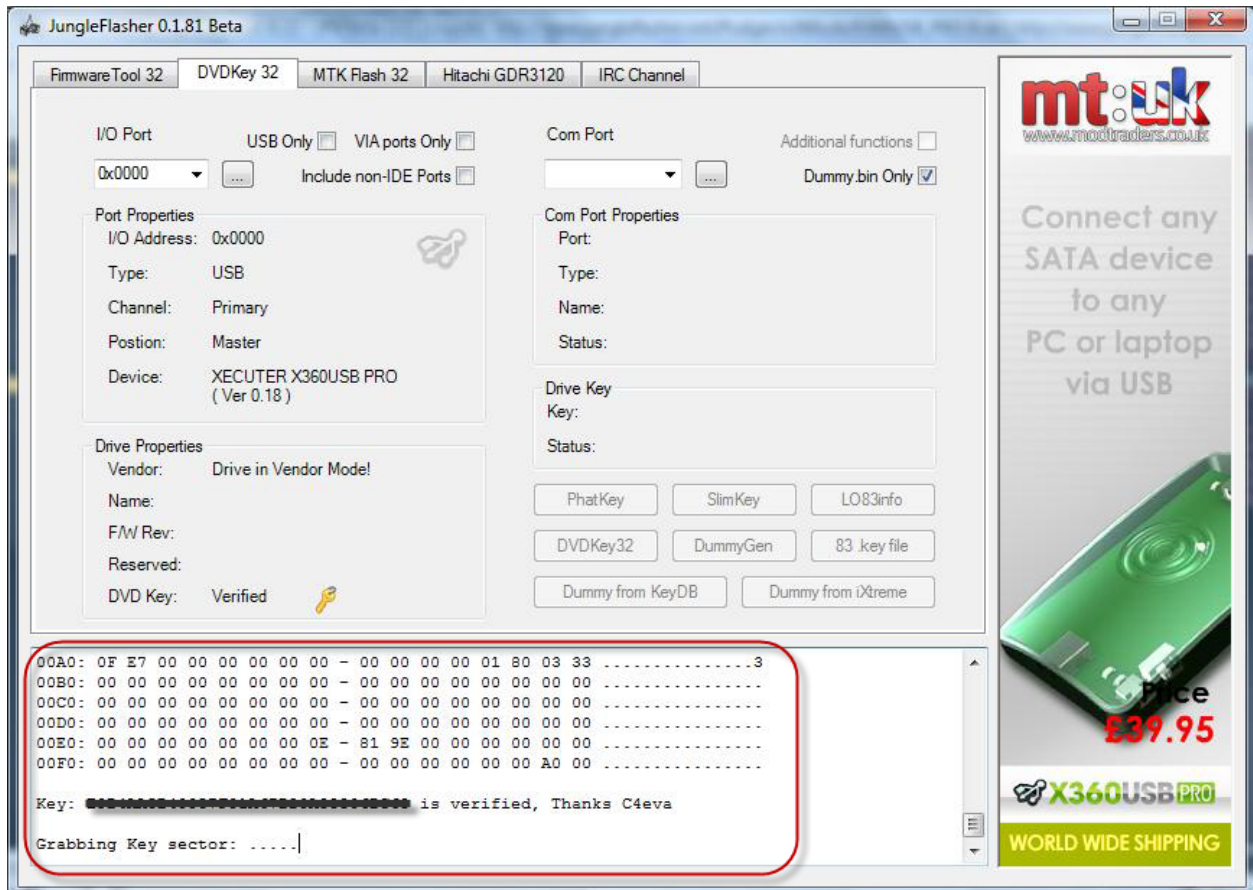 JungleFlasher 0.1.81 Beta
FirmwareTool 32
DVDKey 32
MTK Flash 32
Hitachi GDR3120
IRC Channel
I/O Port
USB Only
VIA ports Only
0x0000
...
Include non-IDE Ports
Com Port
Additional functions
...
Dummy.bin Only
Port Properties
I/O Address: 0x0000
Type: USB
Channel: Primary
Postion: Master
Device: XECUTER X360USB PRO
( Ver 0.18 )
Com Port Properties
Port:
Type:
Name:
Status:
Drive Key
Key:
Status:
Drive Properties
Vendor: Drive in Vendor Mode!
Name:
F/W Rev:
Reserved:
DVD Key: Verified
PhatKey
SlimKey
LO83info
DVDKey32
DummyGen
83 .key file
Dummy from KeyDB
Dummy from iXtreme
00A0: 0F E7 00 00 00 00 00 00 - 00 00 00 00 01 80 03 33 ...............3
00B0: 00 00 00 00 00 00 00 00 - 00 00 00 00 00 00 00 00 ................
00C0: 00 00 00 00 00 00 00 00 - 00 00 00 00 00 00 00 00 ................
00D0: 00 00 00 00 00 00 00 00 - 00 00 00 00 00 00 00 00 ................
00E0: 00 00 00 00 00 00 00 0E - 81 9E 00 00 00 00 00 00 ................
00F0: 00 00 00 00 00 00 00 00 - 00 00 00 00 00 00 A0 00 ................
Key: is verified, Thanks C4eva
Grabbing Key sector: .....
mt:uk
www.modtraders.co.uk
Connect any
SATA device
to any
PC or laptop
via USB
Price
£39.95
X360USB PRO
WORLD WIDE SHIPPING